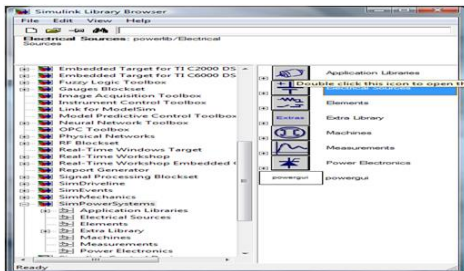 Simulink Library Browser
File Edit View Help
Electrical Sources: powerlib/Electrical
Sources
Embedded Target for TI C2000 DS
Embedded Target for TI C6000 DS
Fuzzy Logic Toolbox
Gauges Blockset
Image Acquisition Toolbox
Instrument Control Toolbox
Link for ModelSim
Model Predictive Control Toolbox
Neural Network Toolbox
OPC Toolbox
Physical Networks
RF Blockset
Real-Time Windows Target
Real-Time Workshop
Real-Time Workshop Embedded
Report Generator
Signal Processing Blockset
SimDriveline
SimEvents
SimMechanics
SimPowerSystems
Application Libraries
Electrical Sources
Elements
Extra Library
Machines
Measurements
Power Electronics
Application Libraries
Double click this icon to open th
Elements
Extras Extra Library
Machines
Measurements
Power Electronics
powergui powergui
Ready